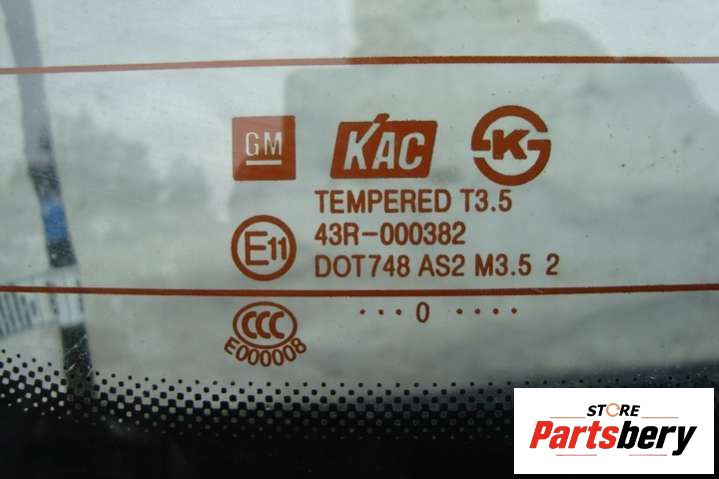 GM KAC K
TEMPERED T3.5
E11 43R-000382
DOT748 AS2 M3.5 2
CCC
E000008
··· 0 ····
STORE
Partsbery